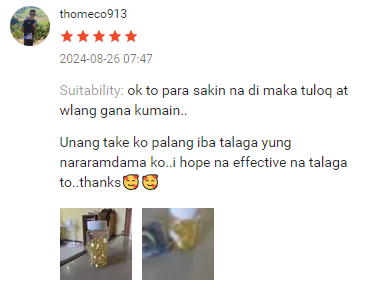 thomeco913
2024-08-26 07:47
Suitability: ok to para sakin na di maka tuloq at
wlang gana kumain..
Unang take ko palang iba talaga yung
nararamdama ko..i hope na effective na talaga
to..thanks🥰🥰